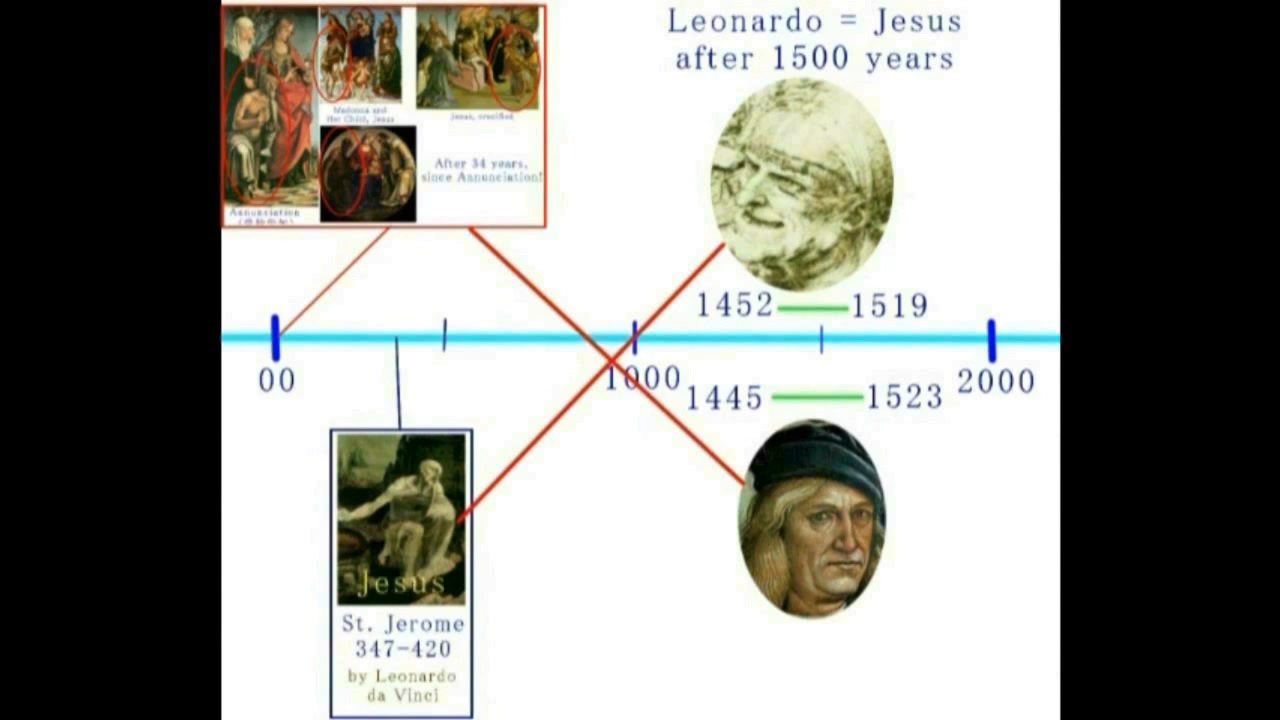 Leonardo = Jesus
after 1500 years
Madonna and
Her Child, Jesus
Jesus, crucified
After 34 years,
since Annunciation!
Annunciation
1452
1519
00
1000
2000
1445
1523
Jesus
St. Jerome
347-420
by Leonardo
da Vinci